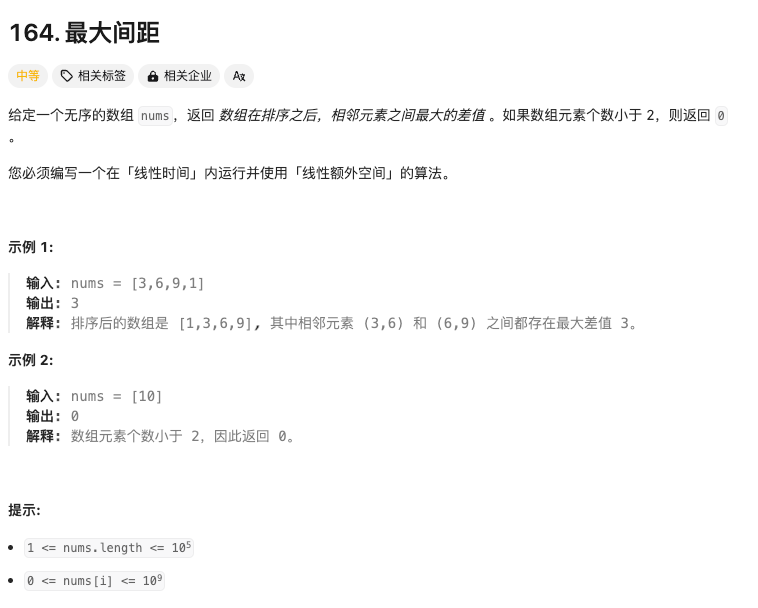 164. 最大间距
中等 相关标签 相关企业 Ax
给定一个无序的数组 nums，返回 数组在排序之后，相邻元素之间最大的差值 。如果数组元素个数小于 2，则返回 0
。
您必须编写一个在「线性时间」内运行并使用「线性额外空间」的算法。
示例 1:
输入: nums = [3,6,9,1]
输出: 3
解释: 排序后的数组是 [1,3,6,9], 其中相邻元素 (3,6) 和 (6,9) 之间都存在最大差值 3。
示例 2:
输入: nums = [10]
输出: 0
解释: 数组元素个数小于 2，因此返回 0。
提示:
• 1 <= nums.length <= 10⁵
• 0 <= nums[i] <= 10⁹